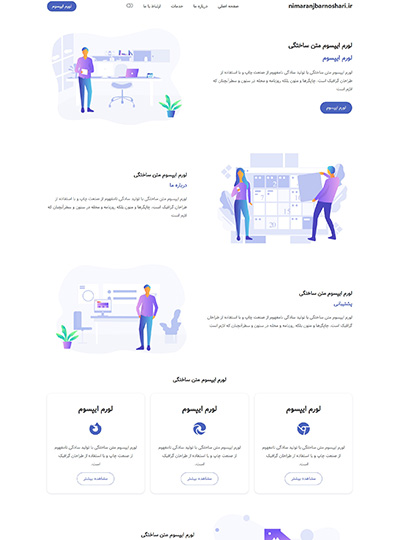 nimaranjbarnoshari.ir
صفحه اصلی
درباره ما
خدمات
ارتباط با ما
لورم ایپسوم
لورم ایپسوم متن ساختگی
لورم ایپسوم
لورم ایپسوم متن ساختگی با تولید سادگی نامفهوم از صنعت چاپ و با استفاده از
طراحان گرافیک است. چاپگرها و متون بلکه روزنامه و مجله در ستون و سطرآنچنان که
لازم است
لورم ایپسوم
لورم ایپسوم متن ساختگی
درباره ما
لورم ایپسوم متن ساختگی با تولید سادگی نامفهوم از صنعت چاپ و با استفاده از
طراحان گرافیک است. چاپگرها و متون بلکه روزنامه و مجله در ستون و سطرآنچنان که
لازم است
لورم ایپسوم متن ساختگی
پشتیبانی
لورم ایپسوم متن ساختگی با تولید سادگی نامفهوم از صنعت چاپ و با استفاده از طراحان
گرافیک است. چاپگرها و متون بلکه روزنامه و مجله در ستون و سطرآنچنان که لازم است
لورم ایپسوم متن ساختگی
لورم ایپسوم
لورم ایپسوم متن ساختگی با تولید سادگی نامفهوم
از صنعت چاپ و با استفاده از طراحان گرافیک
است.
مشاهده بیشتر
لورم ایپسوم
لورم ایپسوم متن ساختگی با تولید سادگی نامفهوم
از صنعت چاپ و با استفاده از طراحان گرافیک
است.
مشاهده بیشتر
لورم ایپسوم
لورم ایپسوم متن ساختگی با تولید سادگی نامفهوم
از صنعت چاپ و با استفاده از طراحان گرافیک
است.
مشاهده بیشتر
لورم ایپسوم متن ساختگی